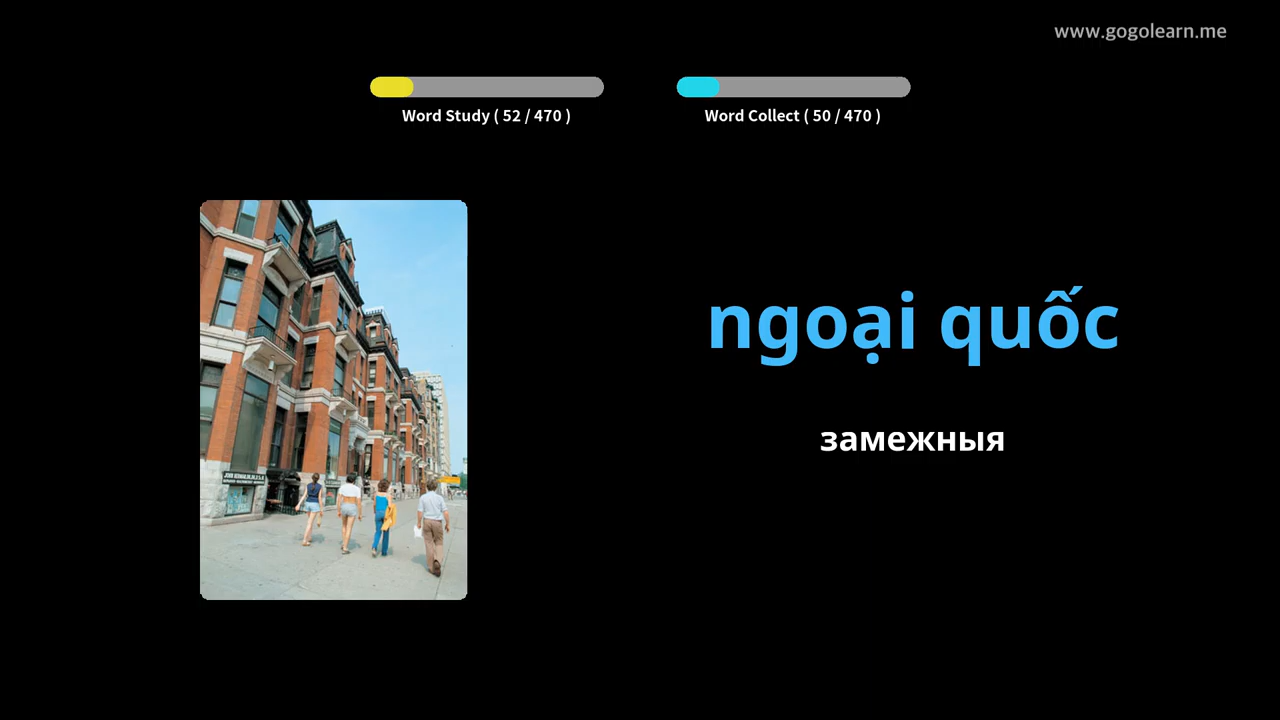 www.gogolearn.me
Word Study ( 52 / 470 )
Word Collect ( 50 / 470 )
ngoại quốc
замежныя